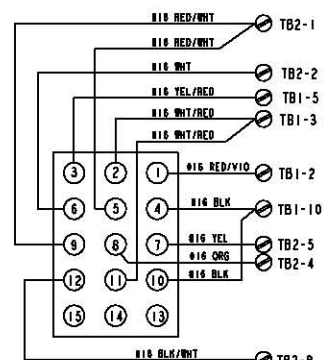 #16 RED/WHT
TB2-1
#16 RED/WHT
#16 WHT
TB2-2
#16 YEL/RED
TB1-5
#16 WHT/RED
TB1-3
#16 WHT/RED
3 2 1
#16 RED/VIO
TB1-2
6 5 4
#16 BLK
TB1-10
9 8 7
#16 YEL
TB2-5
#16 ORG
TB2-4
12 11 10
#16 BLK
15 14 13
#16 BLK/WHT